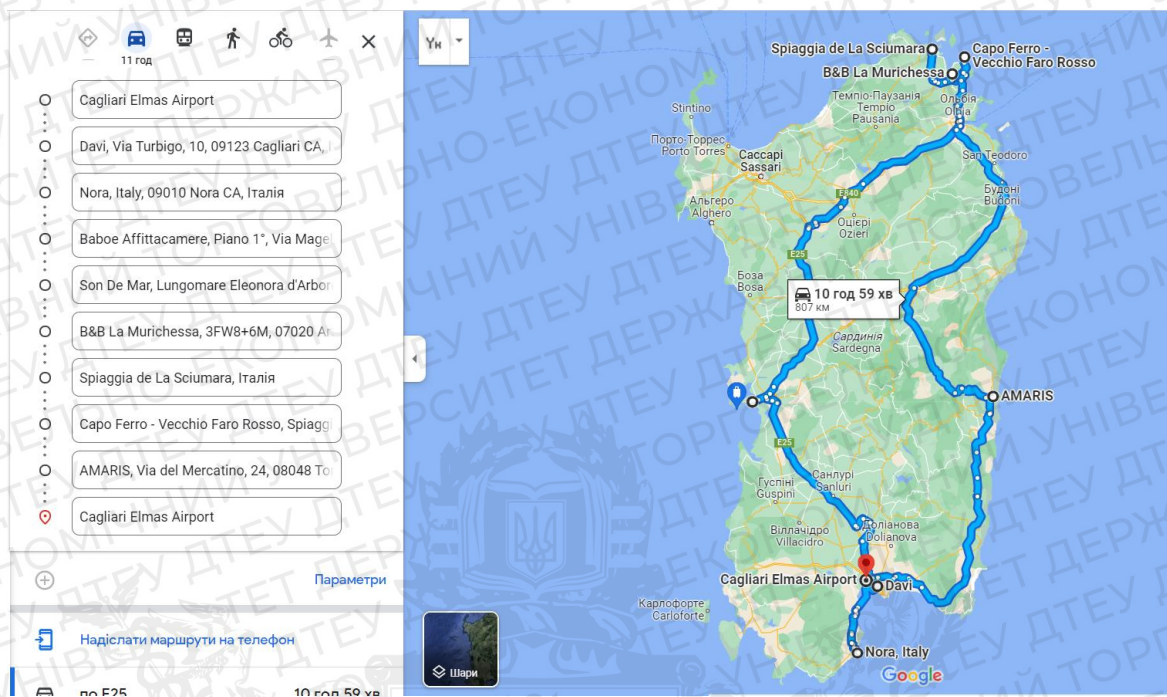 11 год
Cagliari Elmas Airport
Davi, Via Turbigo, 10, 09123 Cagliari CA,
Nora, Italy, 09010 Nora CA, Італія
Baboe Affittacamere, Piano 1°, Via Mage
Son De Mar, Lungomare Eleonora d'Arbor
B&B La Murichessa, 3FW8+6M, 07020 Ar
Spiaggia de La Sciumara, Італія
Capo Ferro - Vecchio Faro Rosso, Spiagg
AMARIS, Via del Mercatino, 24, 08048 To
Cagliari Elmas Airport
Параметри
Надіслати маршрути на телефон
по E25 10 год 59 хв
Spiaggia de La Sciumara
Capo Ferro -
Vecchio Faro Rosso
B&B La Murichessa
Темпіо-Паузанія
Tempio
Pausania
Ольбія
Olbia
Stintino
Порто-Торрес
Porto Torres
Сассарі
Sassari
San Teodoro
E840
Будоні
Budoni
Альгеро
Alghero
Оцієрі
Ozieri
E25
Боза
Bosa
10 год 59 хв
807 км
Сардинія
Sardegna
AMARIS
E25
Гуспіні
Guspini
Санлурі
Sanluri
Віллачідро
Villacidro
Доліанова
Dolianova
Cagliari Elmas Airport
Davi
Карлофорте
Carloforte
Nora, Italy
Google
Шари